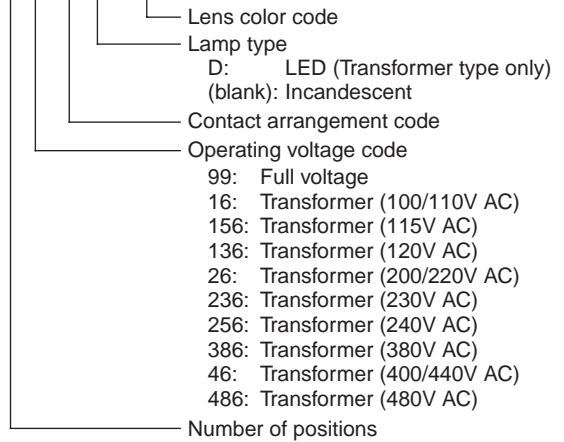 Lens color code
Lamp type
D: LED (Transformer type only)
(blank): Incandescent
Contact arrangement code
Operating voltage code
99: Full voltage
16: Transformer (100/110V AC)
156: Transformer (115V AC)
136: Transformer (120V AC)
26: Transformer (200/220V AC)
236: Transformer (230V AC)
256: Transformer (240V AC)
386: Transformer (380V AC)
46: Transformer (400/440V AC)
486: Transformer (480V AC)
Number of positions